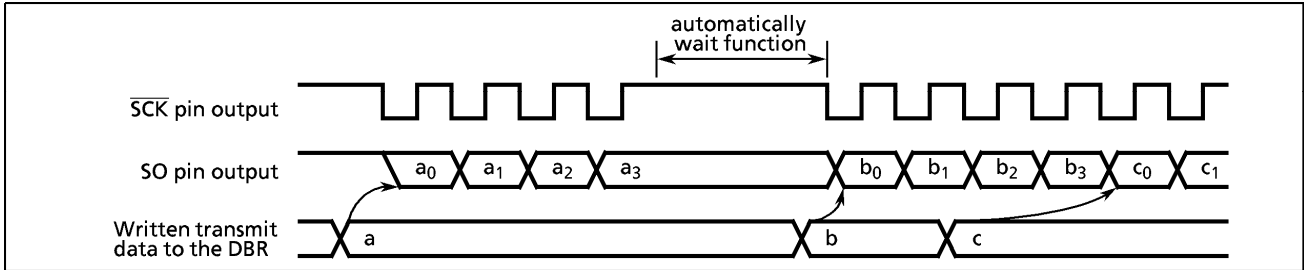 automatically
wait function
S̅C̅K̅ pin output
SO pin output
a₀ a₁ a₂ a₃ b₀ b₁ b₂ b₃ c₀ c₁
Written transmit
data to the DBR
a b c